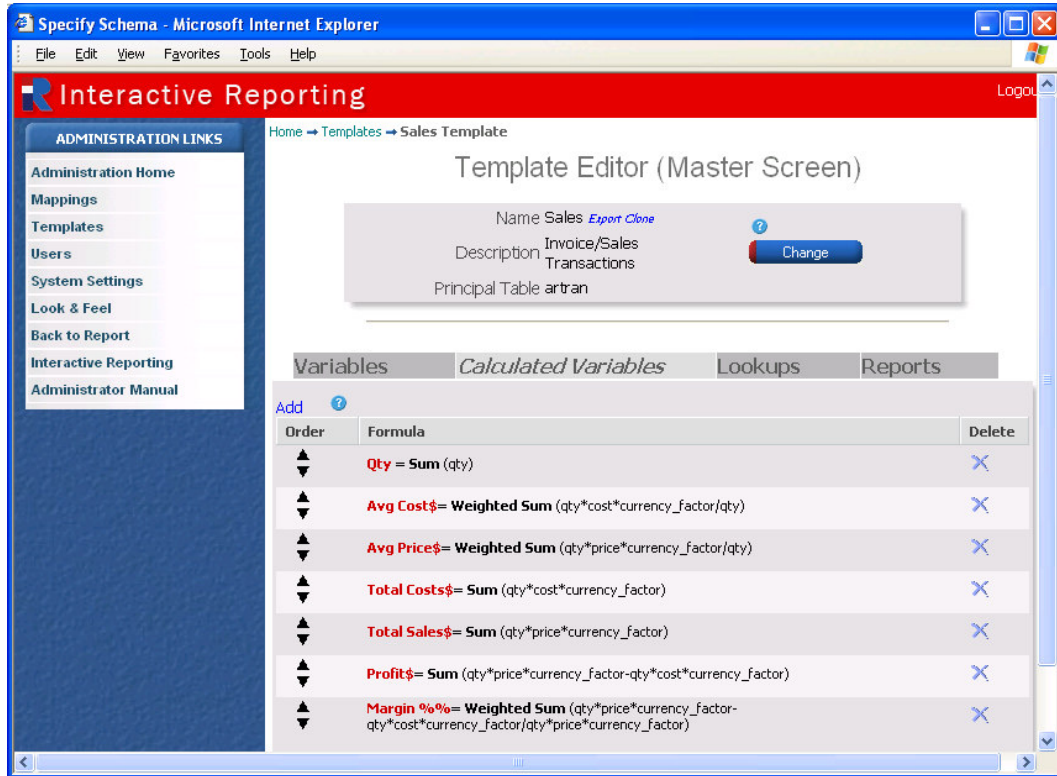 Specify Schema - Microsoft Internet Explorer
File Edit View Favorites Tools Help
Interactive Reporting
ADMINISTRATION LINKS
Administration Home
Mappings
Templates
Users
System Settings
Look & Feel
Back to Report
Interactive Reporting
Administrator Manual
Home → Templates → Sales Template
Template Editor (Master Screen)
Name Sales Export Clone
Description Invoice/Sales
Transactions
Change
Principal Table artran
Variables Calculated Variables Lookups Reports
Add
Order Formula Delete
Qty = Sum (qty)
Avg Cost$= Weighted Sum (qty*cost*currency_factor/qty)
Avg Price$= Weighted Sum (qty*price*currency_factor/qty)
Total Costs$= Sum (qty*cost*currency_factor)
Total Sales$= Sum (qty*price*currency_factor)
Profit$= Sum (qty*price*currency_factor-qty*cost*currency_factor)
Margin %%= Weighted Sum (qty*price*currency_factor-
qty*cost*currency_factor/qty*price*currency_factor)